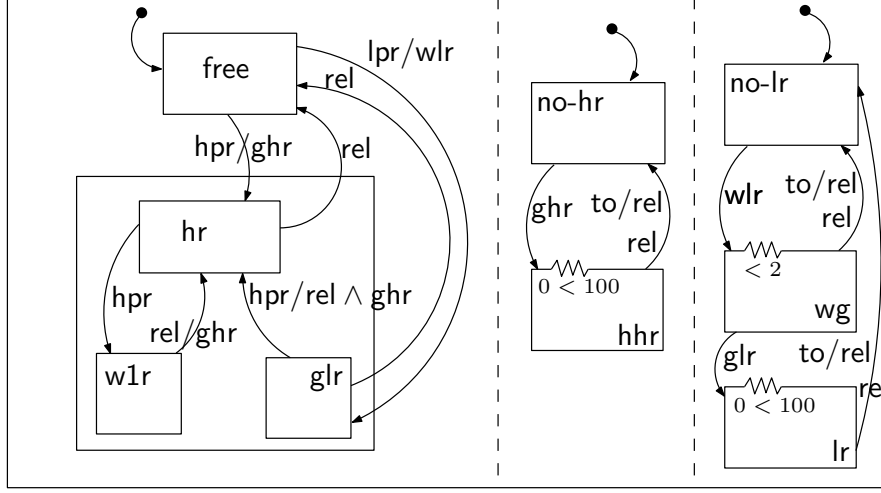 free
lpr/wlr
rel
hpr/ghr
rel
hr
hpr
rel/ghr
hpr/rel ∧ ghr
w1r
glr
no-hr
ghr
to/rel
rel
0 < 100
hhr
no-lr
wlr
to/rel
rel
< 2
wg
glr
to/rel
re
0 < 100
lr